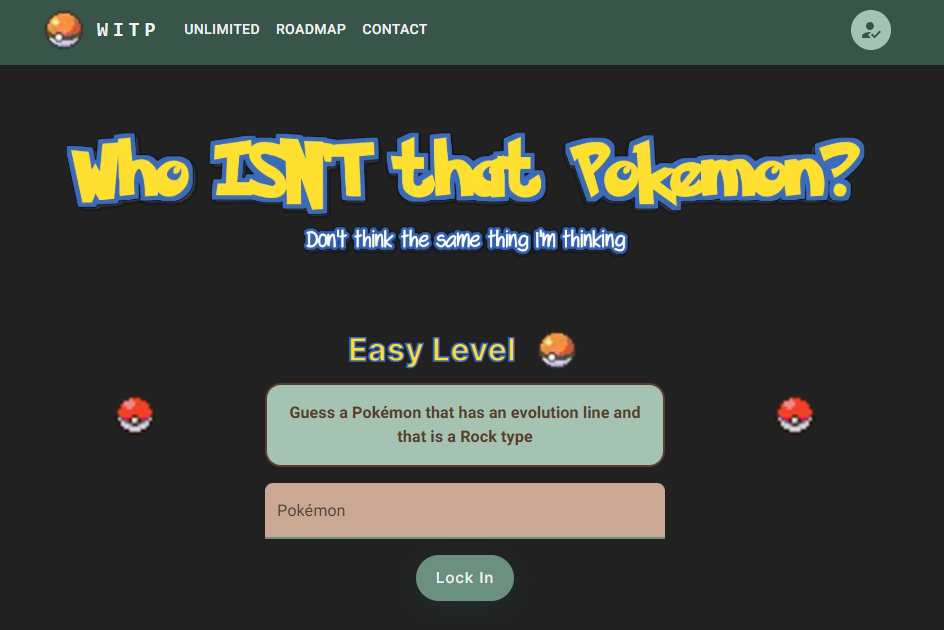 WITP UNLIMITED ROADMAP CONTACT
Who ISN'T that Pokemon?
Don't think the same thing I'm thinking
Easy Level
Guess a Pokémon that has an evolution line and
that is a Rock type
Pokémon
Lock In